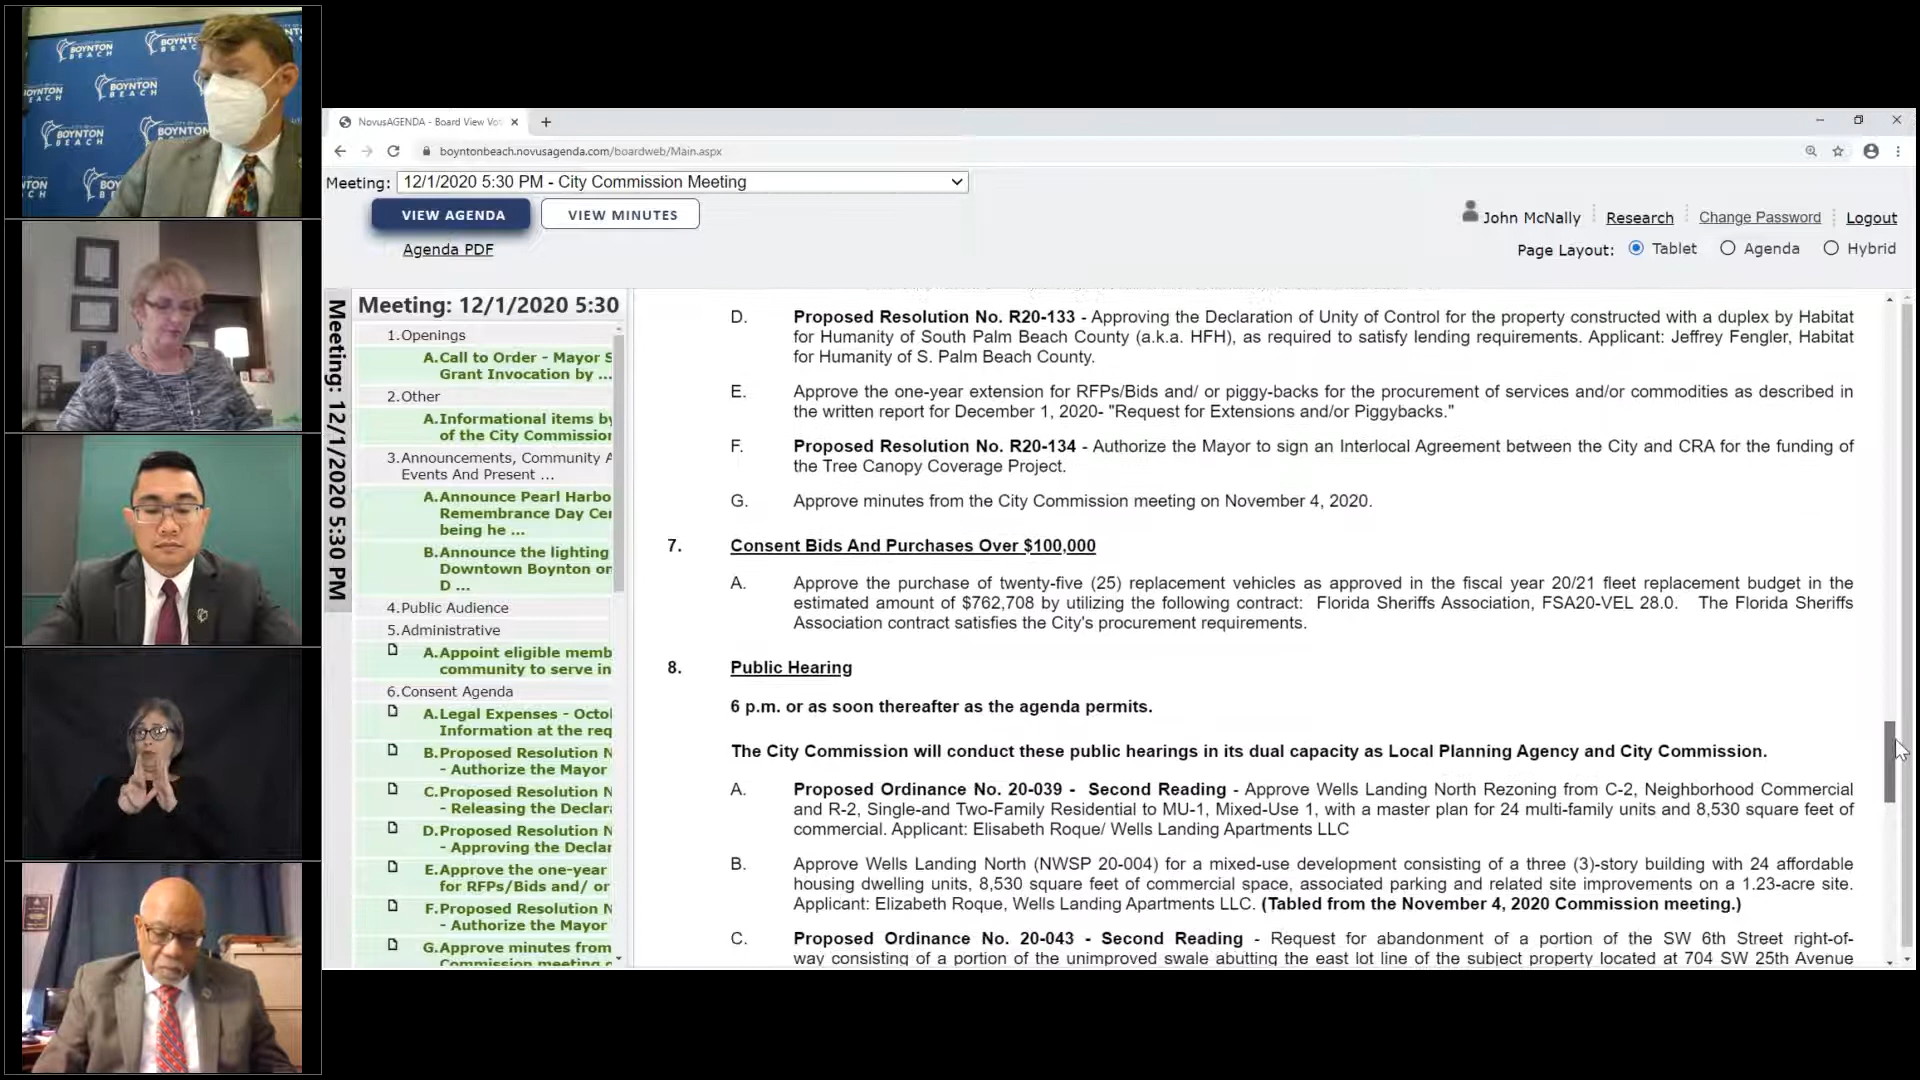 BOYNTON BEACH
NovusAGENDA - Board View Vo
boyntonbeach.novusagenda.com/boardweb/Main.aspx
Meeting: 12/1/2020 5:30 PM - City Commission Meeting
VIEW AGENDA VIEW MINUTES
Agenda PDF
John McNally Research Change Password Logout
Page Layout: Tablet Agenda Hybrid
Meeting: 12/1/2020 5:30 PM
Meeting: 12/1/2020 5:30
1.Openings
A.Call to Order - Mayor S
Grant Invocation by ...
2.Other
A.Informational items by
of the City Commission
3.Announcements, Community A
Events And Present ...
A.Announce Pearl Harbo
Remembrance Day Cer
being he ...
B.Announce the lighting
Downtown Boynton on
D ...
4.Public Audience
5.Administrative
A.Appoint eligible memb
community to serve in
6.Consent Agenda
A.Legal Expenses - Octol
Information at the req
B.Proposed Resolution N
- Authorize the Mayor
C.Proposed Resolution N
- Releasing the Declara
D.Proposed Resolution N
- Approving the Declar
E.Approve the one-year
for RFPs/Bids and/ or
F.Proposed Resolution N
- Authorize the Mayor
G.Approve minutes from
Commission meeting o
D. Proposed Resolution No. R20-133 - Approving the Declaration of Unity of Control for the property constructed with a duplex by Habitat
for Humanity of South Palm Beach County (a.k.a. HFH), as required to satisfy lending requirements. Applicant: Jeffrey Fengler, Habitat
for Humanity of S. Palm Beach County.
E. Approve the one-year extension for RFPs/Bids and/ or piggy-backs for the procurement of services and/or commodities as described in
the written report for December 1, 2020- "Request for Extensions and/or Piggybacks."
F. Proposed Resolution No. R20-134 - Authorize the Mayor to sign an Interlocal Agreement between the City and CRA for the funding of
the Tree Canopy Coverage Project.
G. Approve minutes from the City Commission meeting on November 4, 2020.
7. Consent Bids And Purchases Over $100,000
A. Approve the purchase of twenty-five (25) replacement vehicles as approved in the fiscal year 20/21 fleet replacement budget in the
estimated amount of $762,708 by utilizing the following contract: Florida Sheriffs Association, FSA20-VEL 28.0. The Florida Sheriffs
Association contract satisfies the City's procurement requirements.
8. Public Hearing
6 p.m. or as soon thereafter as the agenda permits.
The City Commission will conduct these public hearings in its dual capacity as Local Planning Agency and City Commission.
A. Proposed Ordinance No. 20-039 - Second Reading - Approve Wells Landing North Rezoning from C-2, Neighborhood Commercial
and R-2, Single-and Two-Family Residential to MU-1, Mixed-Use 1, with a master plan for 24 multi-family units and 8,530 square feet of
commercial. Applicant: Elisabeth Roque/ Wells Landing Apartments LLC
B. Approve Wells Landing North (NWSP 20-004) for a mixed-use development consisting of a three (3)-story building with 24 affordable
housing dwelling units, 8,530 square feet of commercial space, associated parking and related site improvements on a 1.23-acre site.
Applicant: Elizabeth Roque, Wells Landing Apartments LLC. (Tabled from the November 4, 2020 Commission meeting.)
C. Proposed Ordinance No. 20-043 - Second Reading - Request for abandonment of a portion of the SW 6th Street right-of-
way consisting of a portion of the unimproved swale abutting the east lot line of the subject property located at 704 SW 25th Avenue